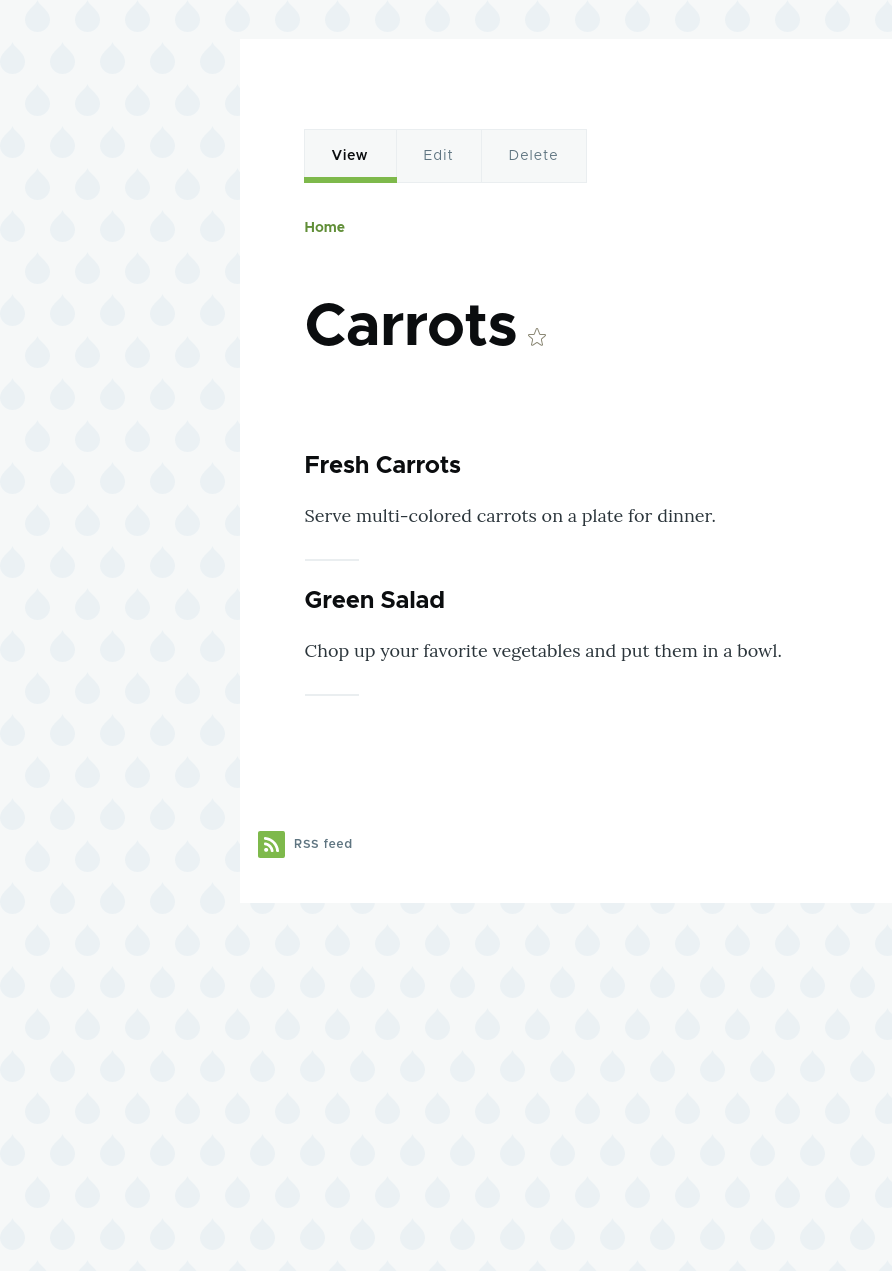 View Edit Delete
Home
Carrots
Fresh Carrots
Serve multi-colored carrots on a plate for dinner.
Green Salad
Chop up your favorite vegetables and put them in a bowl.
RSS feed